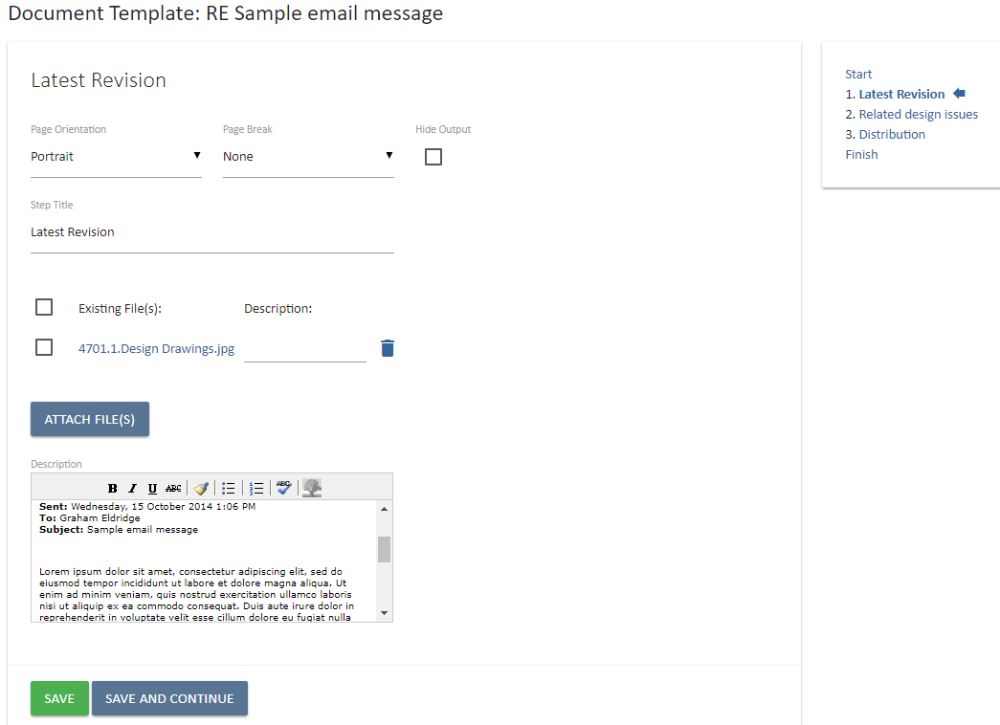 Document Template: RE Sample email message
Latest Revision
Page Orientation Page Break Hide Output
Portrait None
Step Title
Latest Revision
Existing File(s): Description:
4701.1.Design Drawings.jpg
ATTACH FILE(S)
Description
B I U ABC ABC
Sent: Wednesday, 15 October 2014 1:06 PM
To: Graham Eldridge
Subject: Sample email message
Lorem ipsum dolor sit amet, consectetur adipiscing elit, sed do
eiusmod tempor incididunt ut labore et dolore magna aliqua. Ut
enim ad minim veniam, quis nostrud exercitation ullamco laboris
nisi ut aliquip ex ea commodo consequat. Duis aute irure dolor in
reprehenderit in voluptate velit esse cillum dolore eu fugiat nulla
SAVE SAVE AND CONTINUE
Start
1. Latest Revision
2. Related design issues
3. Distribution
Finish